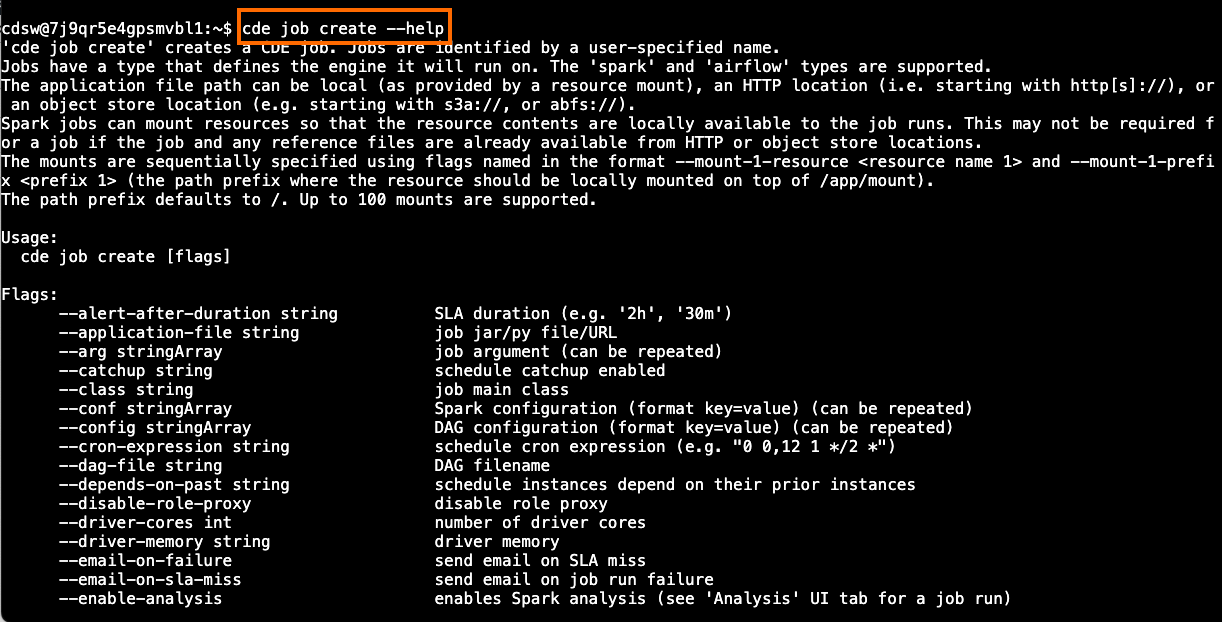 cdsw@7j9qr5e4gpsmvbl1:~$ cde job create --help
'cde job create' creates a CDE job. Jobs are identified by a user-specified name.
Jobs have a type that defines the engine it will run on. The 'spark' and 'airflow' types are supported.
The application file path can be local (as provided by a resource mount), an HTTP location (i.e. starting with http[s]://), or
 an object store location (e.g. starting with s3a://, or abfs://).
Spark jobs can mount resources so that the resource contents are locally available to the job runs. This may not be required f
or a job if the job and any reference files are already available from HTTP or object store locations.
The mounts are sequentially specified using flags named in the format --mount-1-resource <resource name 1> and --mount-1-prefi
x <prefix 1> (the path prefix where the resource should be locally mounted on top of /app/mount).
The path prefix defaults to /. Up to 100 mounts are supported.
Usage:
  cde job create [flags]
Flags:
      --alert-after-duration string          SLA duration (e.g. '2h', '30m')
      --application-file string              job jar/py file/URL
      --arg stringArray                      job argument (can be repeated)
      --catchup string                       schedule catchup enabled
      --class string                         job main class
      --conf stringArray                     Spark configuration (format key=value) (can be repeated)
      --config stringArray                   DAG configuration (format key=value) (can be repeated)
      --cron-expression string               schedule cron expression (e.g. "0 0,12 1 */2 *")
      --dag-file string                      DAG filename
      --depends-on-past string               schedule instances depend on their prior instances
      --disable-role-proxy                   disable role proxy
      --driver-cores int                     number of driver cores
      --driver-memory string                 driver memory
      --email-on-failure                     send email on SLA miss
      --email-on-sla-miss                    send email on job run failure
      --enable-analysis                      enables Spark analysis (see 'Analysis' UI tab for a job run)